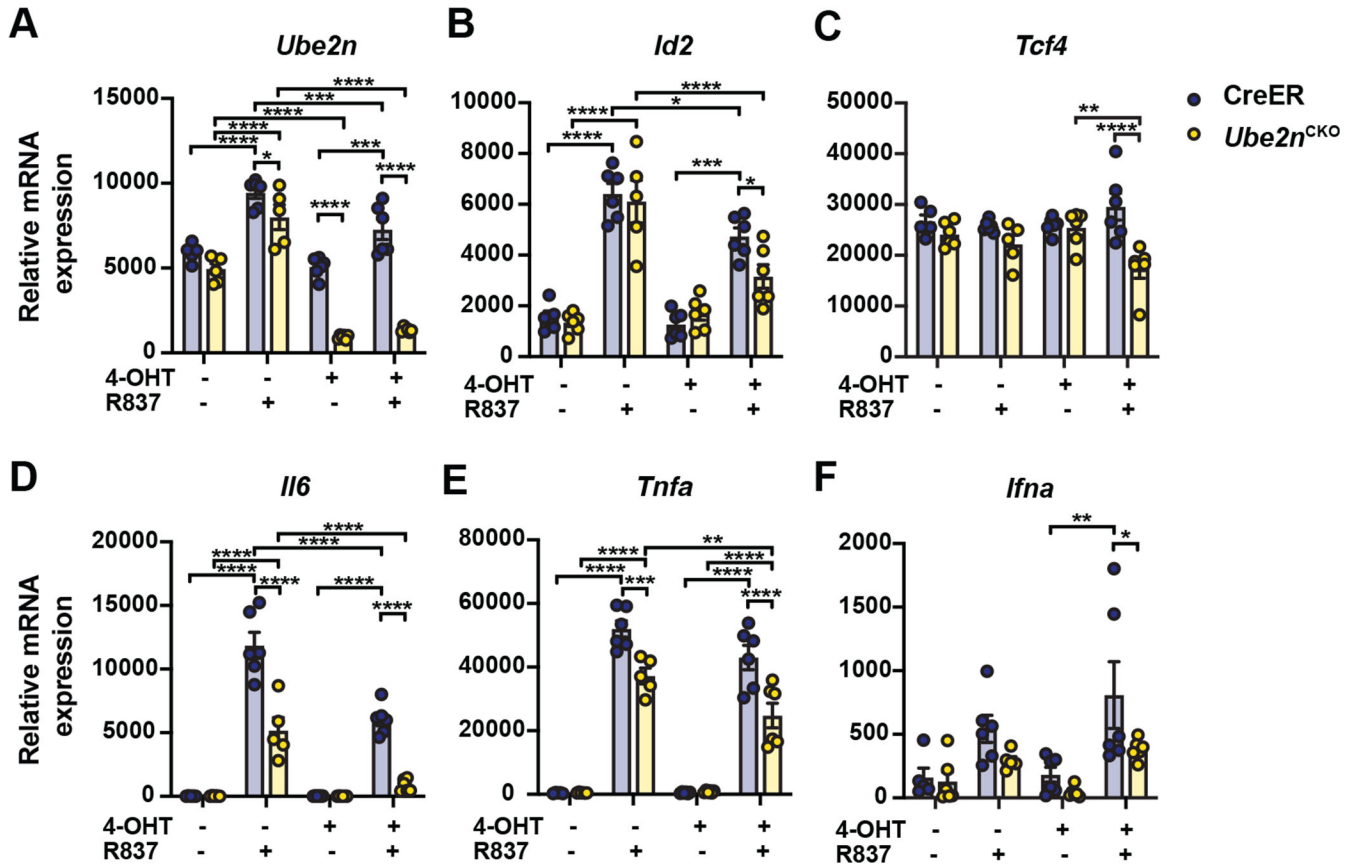 A
Ube2n
B
Id2
C
Tcf4
CreER
Ube2nCKO
Relative mRNA
expression
15000
10000
5000
0
****
***
****
****
****
*
***
****
****
10000
8000
6000
4000
2000
0
****
*
****
****
***
*
50000
40000
30000
20000
10000
0
**
****
4-OHT - - + +
R837 - + - +
4-OHT - - + +
R837 - + - +
4-OHT - - + +
R837 - + - +
D
Il6
E
Tnfa
F
Ifna
Relative mRNA
expression
20000
15000
10000
5000
0
****
****
****
****
****
****
****
80000
60000
40000
20000
0
**
****
****
****
****
***
****
2000
1500
1000
500
0
**
*
4-OHT - - + +
R837 - + - +
4-OHT - - + +
R837 - + - +
4-OHT - - + +
R837 - + - +